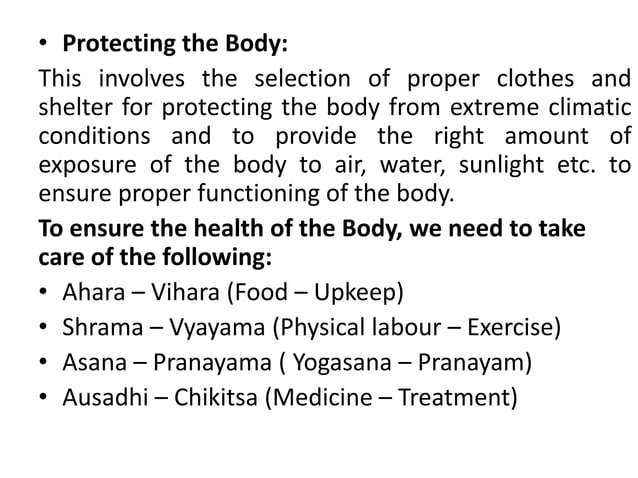 • Protecting the Body:
This involves the selection of proper clothes and
shelter for protecting the body from extreme climatic
conditions and to provide the right amount of
exposure of the body to air, water, sunlight etc. to
ensure proper functioning of the body.
To ensure the health of the Body, we need to take
care of the following:
• Ahara – Vihara (Food – Upkeep)
• Shrama – Vyayama (Physical labour – Exercise)
• Asana – Pranayama ( Yogasana – Pranayam)
• Ausadhi – Chikitsa (Medicine – Treatment)